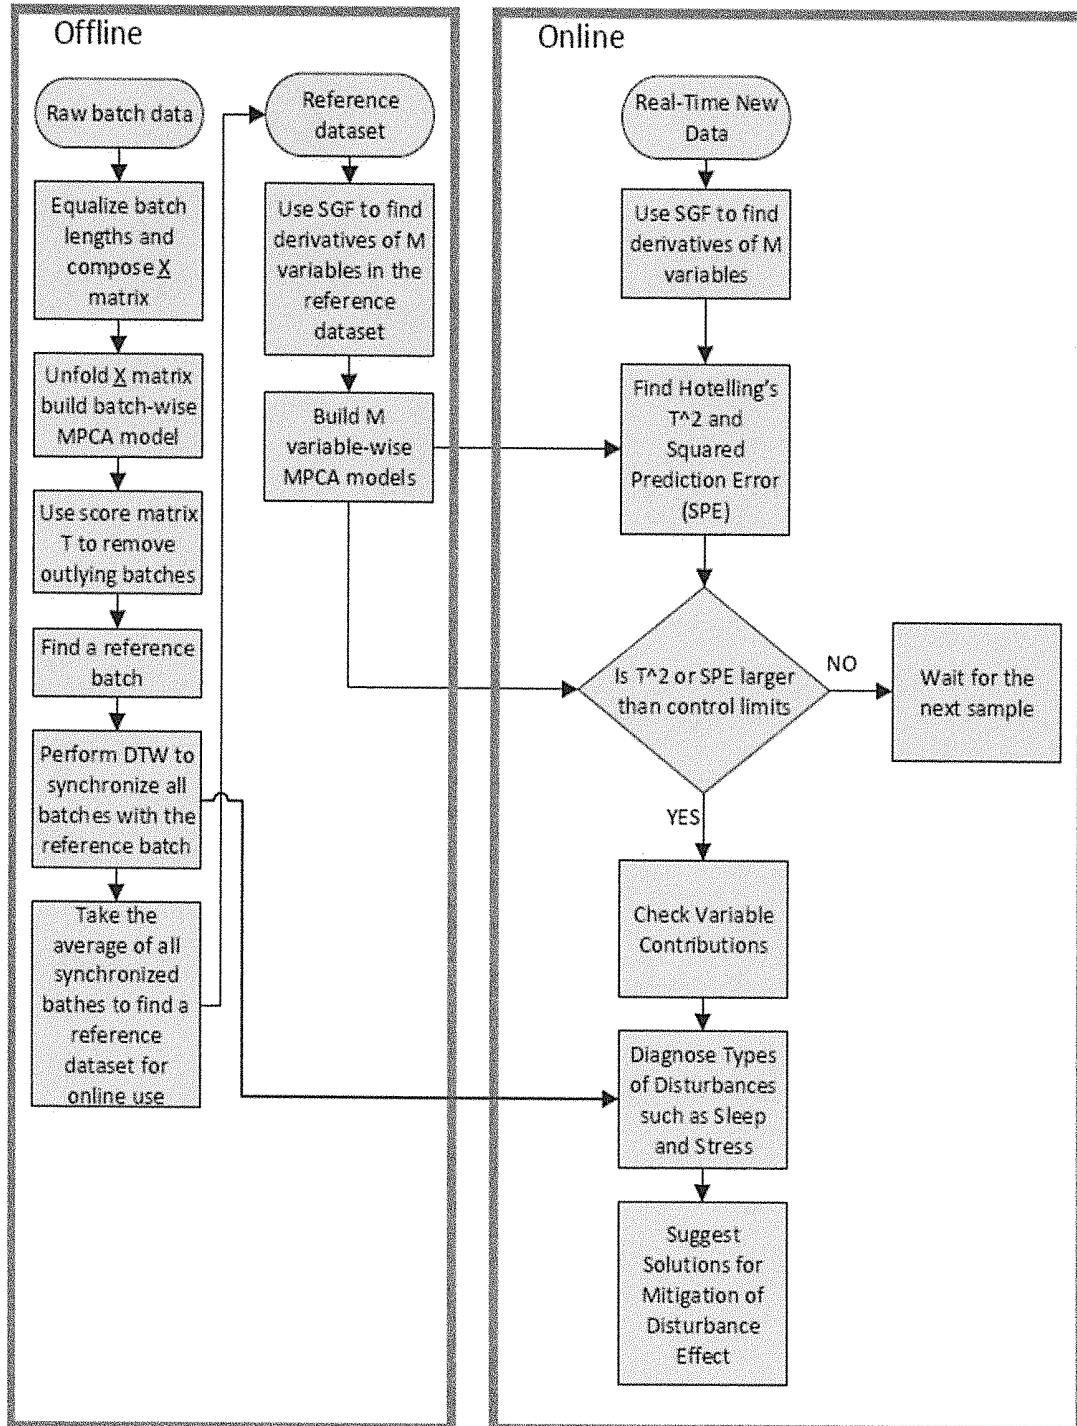 Offline
Raw batch data
Equalize batch
lengths and
compose X
matrix
Unfold X matrix
build batch-wise
MPCA model
Use score matrix
T to remove
outlying batches
Find a reference
batch
Perform DTW to
synchronize all
batches with the
reference batch
Take the
average of all
synchronized
bathes to find a
reference
dataset for
online use
Reference
dataset
Use SGF to find
derivatives of M
variables in the
reference
dataset
Build M
variable-wise
MPCA models
Online
Real-Time New
Data
Use SGF to find
derivatives of M
variables
Find Hotelling's
T^2 and
Squared
Prediction Error
(SPE)
Is T^2 or SPE larger
than control limits
NO
Wait for the
next sample
YES
Check Variable
Contributions
Diagnose Types
of Disturbances
such as Sleep
and Stress
Suggest
Solutions for
Mitigation of
Disturbance
Effect